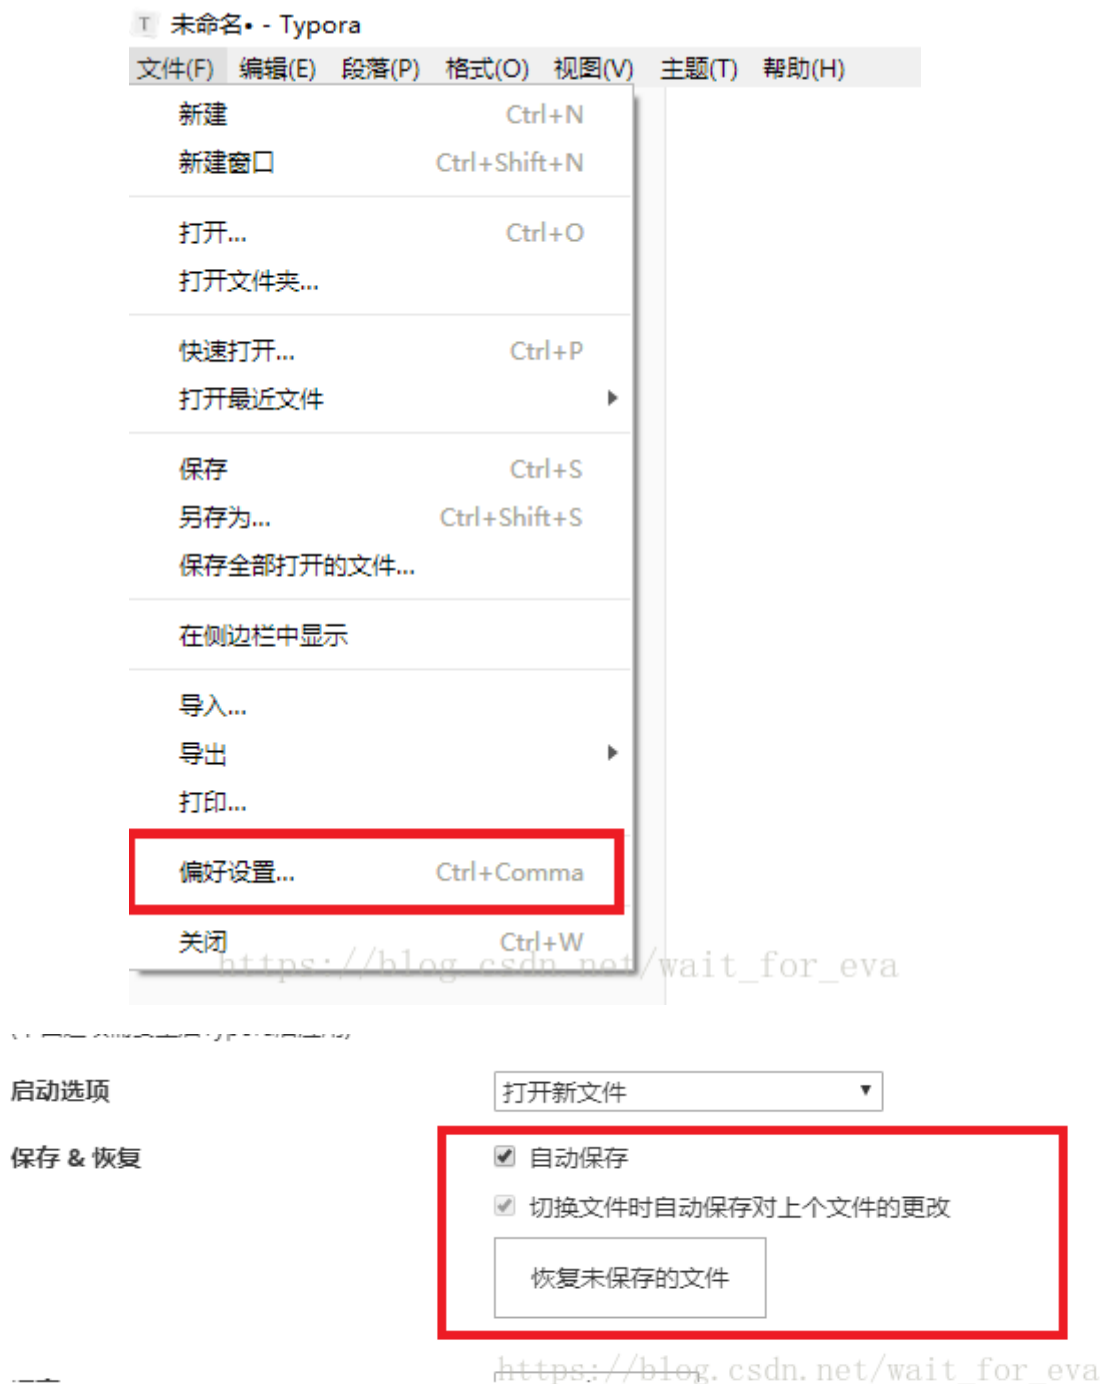 T 未命名• - Typora
文件(F) 编辑(E) 段落(P) 格式(O) 视图(V) 主题(T) 帮助(H)
新建 Ctrl+N
新建窗口 Ctrl+Shift+N
打开... Ctrl+O
打开文件夹...
快速打开... Ctrl+P
打开最近文件
保存 Ctrl+S
另存为... Ctrl+Shift+S
保存全部打开的文件...
在侧边栏中显示
导入...
导出
打印...
偏好设置... Ctrl+Comma
关闭 Ctrl+W
https://blog.csdn.net/wait_for_eva
启动选项 打开新文件
保存 & 恢复 自动保存
切换文件时自动保存对上个文件的更改
恢复未保存的文件
https://blog.csdn.net/wait_for_eva